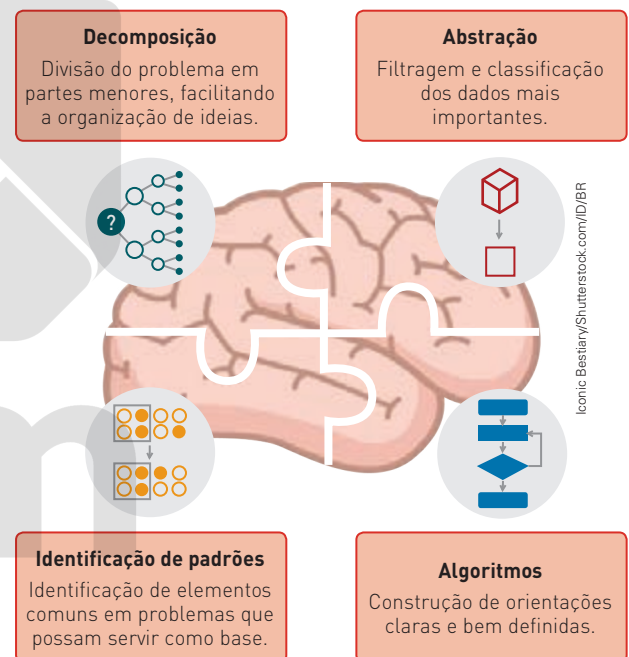 Decomposição
Divisão do problema em
partes menores, facilitando
a organização de ideias.
Abstração
Filtragem e classificação
dos dados mais
importantes.
?
Iconic Bestiary/Shutterstock.com/ID/BR
Identificação de padrões
Identificação de elementos
comuns em problemas que
possam servir como base.
Algoritmos
Construção de orientações
claras e bem definidas.